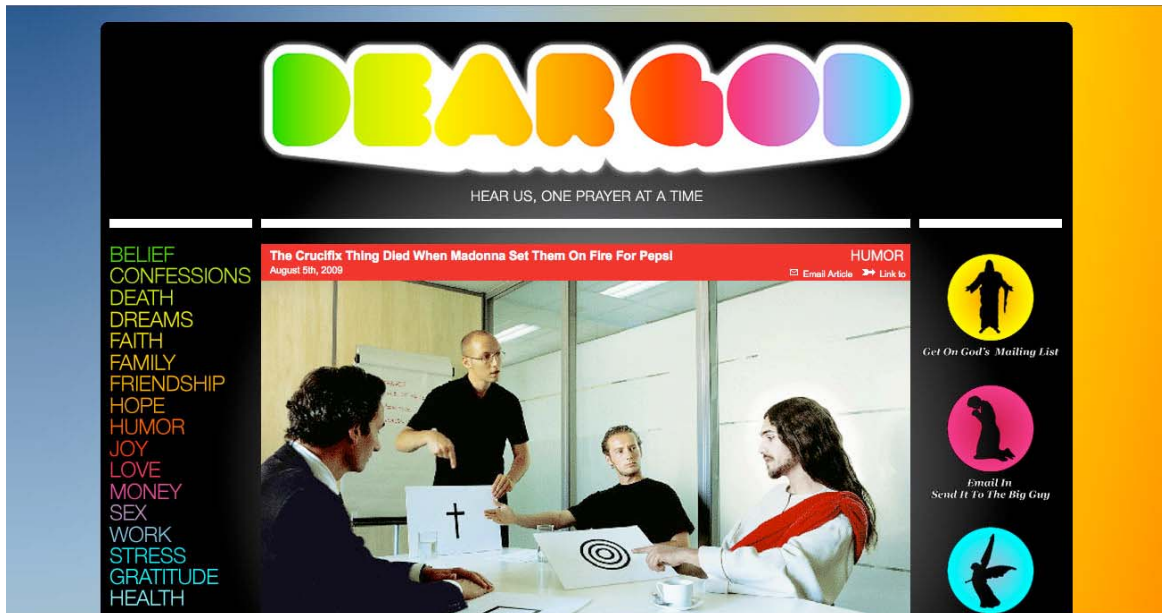 DEAR GOD
HEAR US, ONE PRAYER AT A TIME
BELIEF
CONFESSIONS
DEATH
DREAMS
FAITH
FAMILY
FRIENDSHIP
HOPE
HUMOR
JOY
LOVE
MONEY
SEX
WORK
STRESS
GRATITUDE
HEALTH
The Crucifix Thing Died When Madonna Set Them On Fire For Pepsi
HUMOR
August 5th, 2009
Email Article Link to
Get On God's Mailing List
Email In
Send It To The Big Guy